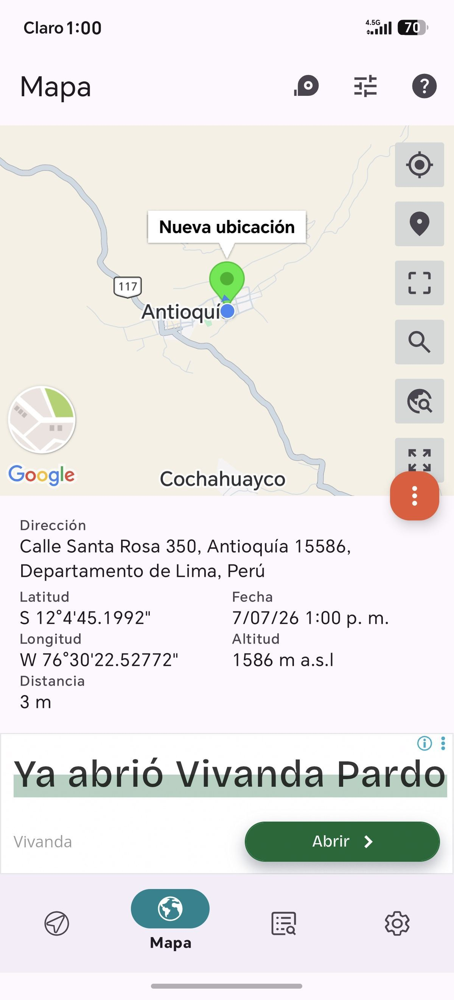 Claro 1:00
4.5G
70
Mapa
Nueva ubicación
117
Antioquí
Google
Cochahuayco
Dirección
Calle Santa Rosa 350, Antioquía 15586,
Departamento de Lima, Perú
Latitud
S 12°4'45.1992"
Fecha
7/07/26 1:00 p. m.
Longitud
W 76°30'22.52772"
Altitud
1586 m a.s.l
Distancia
3 m
Ya abrió Vivanda Pardo
Vivanda
Abrir
Mapa